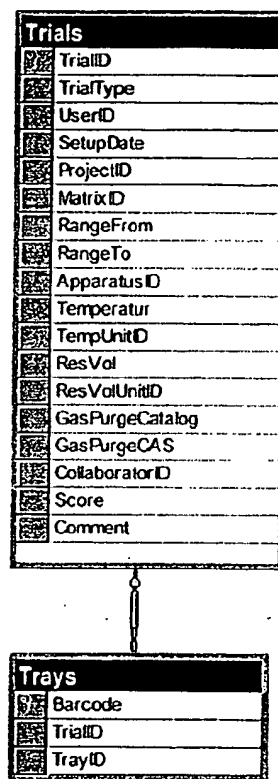 Trials
TrialID
TrialType
UserID
SetupDate
ProjectID
MatrixID
RangeFrom
RangeTo
ApparatusID
Temperatur
TempUnitID
ResVol
ResVolUnitID
GasPurgeCatalog
GasPurgeCAS
CollaboratorID
Score
Comment
Trays
Barcode
TrialID
TrayID